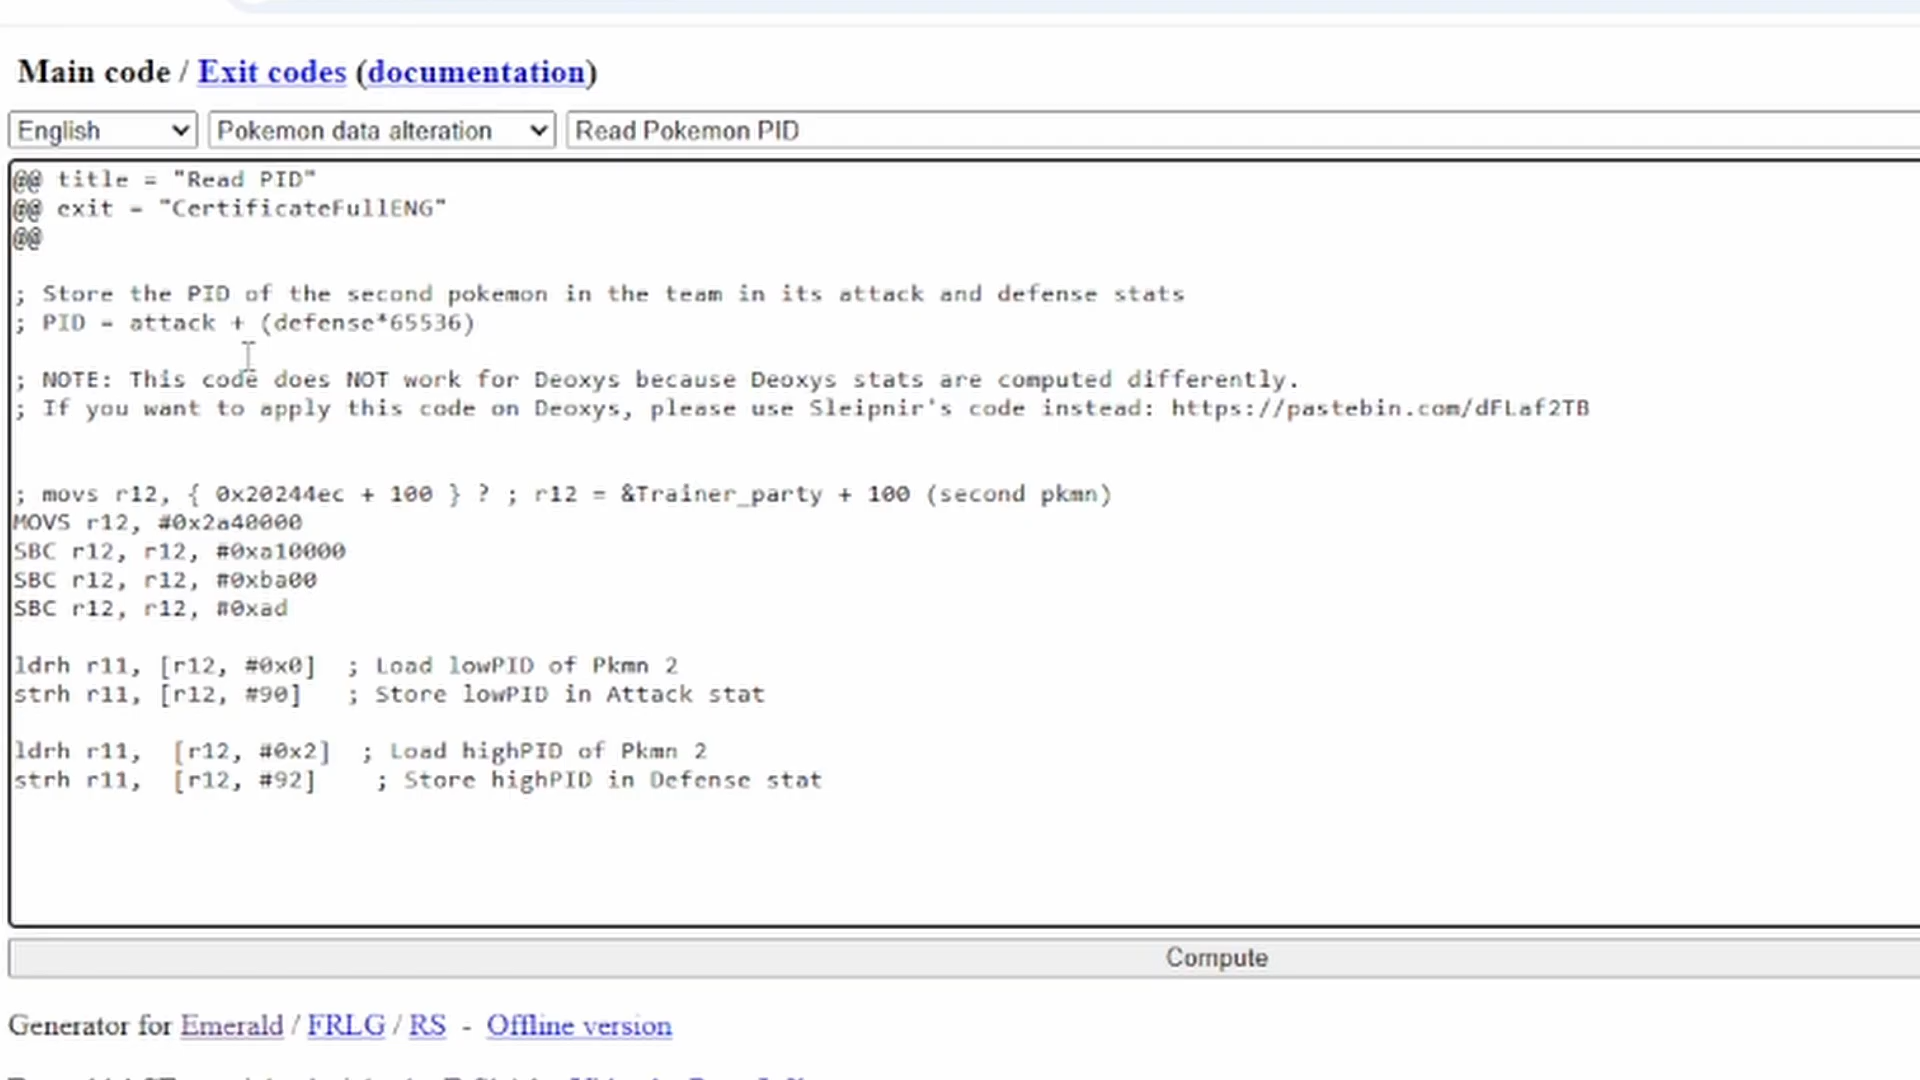 Main code / Exit codes (documentation)
English Pokemon data alteration Read Pokemon PID
@@ title = "Read PID"
@@ exit = "CertificateFullENG"
@@
; Store the PID of the second pokemon in the team in its attack and defense stats
; PID = attack + (defense*65536)
; NOTE: This code does NOT work for Deoxys because Deoxys stats are computed differently.
; If you want to apply this code on Deoxys, please use Sleipnir's code instead: https://pastebin.com/dFLaf2TB
; movs r12, { 0x20244ec + 100 } ? ; r12 = &Trainer_party + 100 (second pkmn)
MOVS r12, #0x2a40000
SBC r12, r12, #0xa10000
SBC r12, r12, #0xba00
SBC r12, r12, #0xad
ldrh r11, [r12, #0x0] ; Load lowPID of Pkmn 2
strh r11, [r12, #90] ; Store lowPID in Attack stat
ldrh r11, [r12, #0x2] ; Load highPID of Pkmn 2
strh r11, [r12, #92] ; Store highPID in Defense stat
Compute
Generator for Emerald / FRLG / RS - Offline version